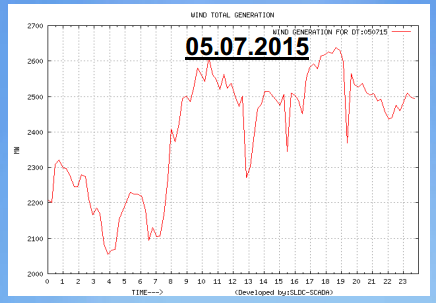 WIND TOTAL GENERATION
2700
WIND GENERATION FOR DT:050715
05.07.2015
2600
2500
2400
MW
2300
2200
2100
2000
0 1 2 3 4 5 6 7 8 9 10 11 12 13 14 15 16 17 18 19 20 21 22 23
TIME---> (Developed by:SLDC-SCADA)